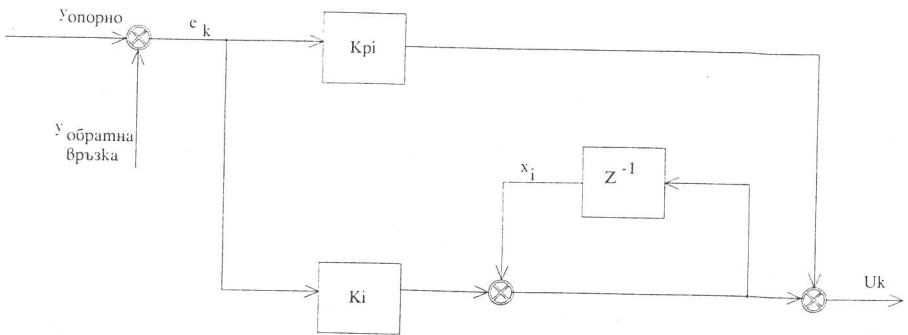 yопорно
e k
Kpi
y обратна
връзка
x i
Z -1
Ki
Uk